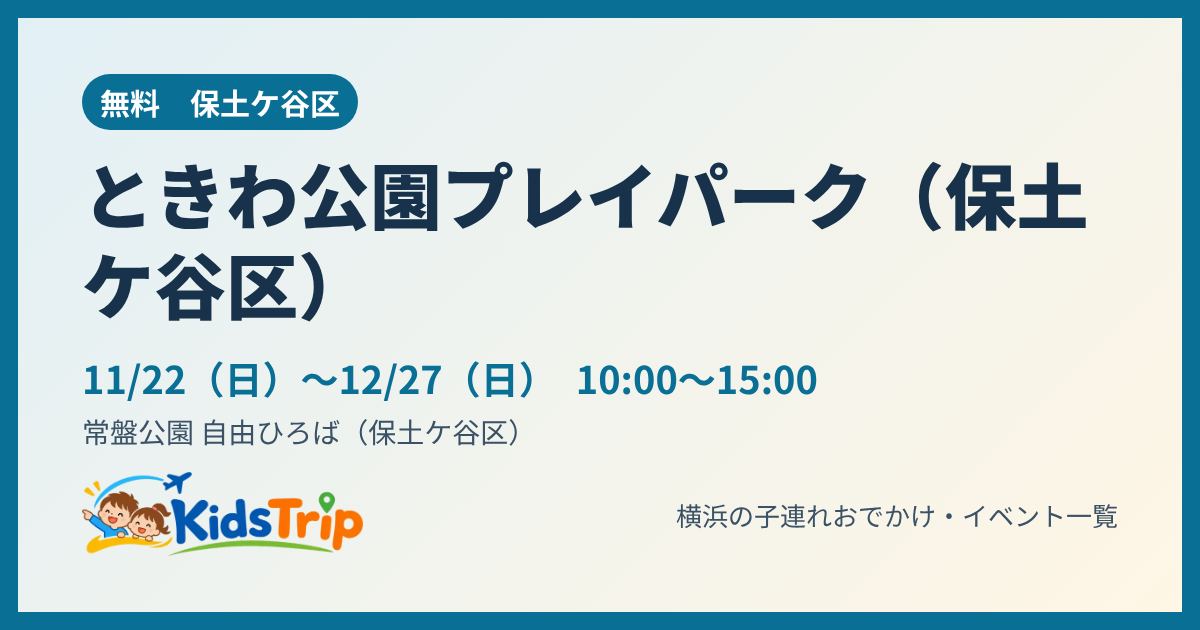 無料　保土ケ谷区
ときわ公園プレイパーク（保土
ケ谷区）
11/22（日）〜12/27（日）　10:00〜15:00
常盤公園 自由ひろば（保土ケ谷区）
KidsTrip
横浜の子連れおでかけ・イベント一覧